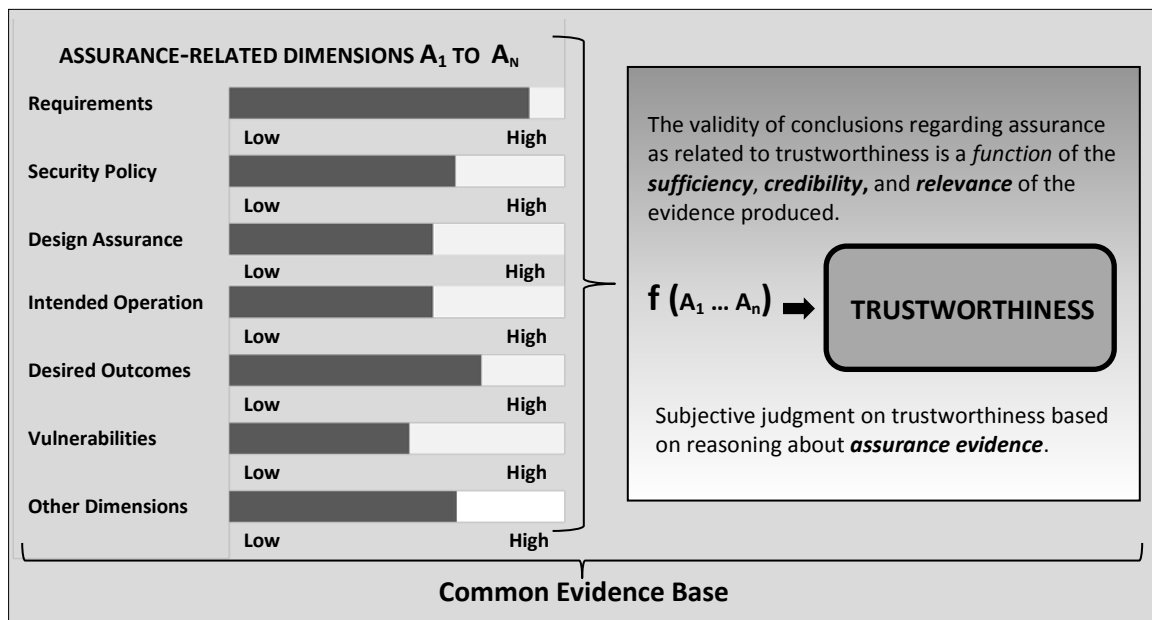 ASSURANCE-RELATED DIMENSIONS A1 TO AN
Requirements
Low High
Security Policy
Low High
Design Assurance
Low High
Intended Operation
Low High
Desired Outcomes
Low High
Vulnerabilities
Low High
Other Dimensions
Low High
The validity of conclusions regarding assurance
as related to trustworthiness is a function of the
sufficiency, credibility, and relevance of the
evidence produced.
f (A1 ... An)
TRUSTWORTHINESS
Subjective judgment on trustworthiness based
on reasoning about assurance evidence.
Common Evidence Base